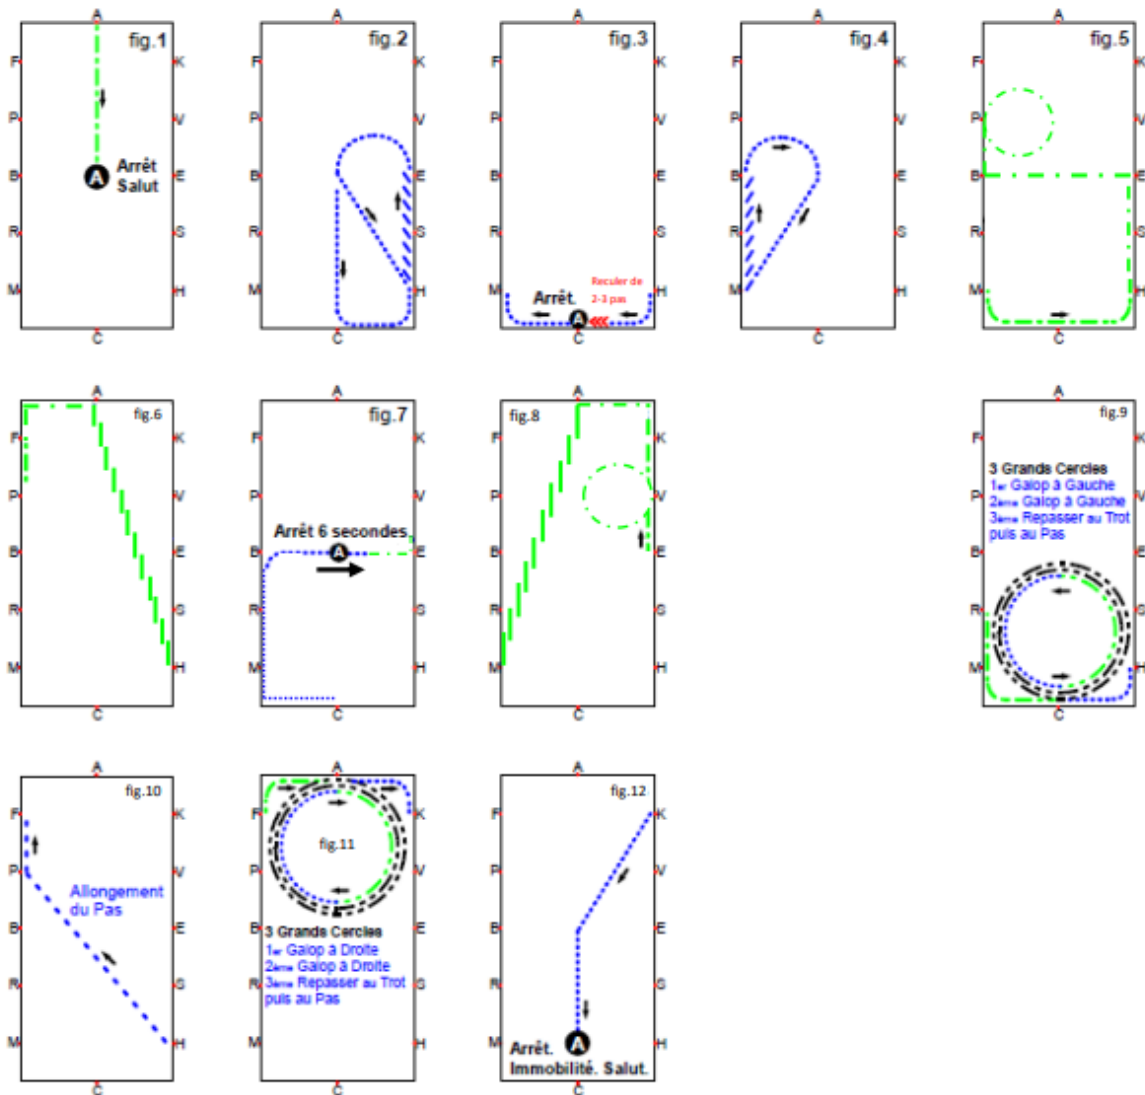 A A A A A
fig.1 fig.2 fig.3 fig.4 fig.5
F K F K F K F K F K
P V P V P V P V P V
Arrêt
Salut
A
B E B E B E B E B E
R S R S R S R S R S
Reculer de
2-3 pas
Arrêt.
A
M H M H M H M H M H
C C C C C
A A A A
fig.6 fig.7 fig.8 fig.9
F K F K F K F K
3 Grands Cercles
1er Galop à Gauche
2ème Galop à Gauche
3ème Repasser au Trot
puis au Pas
P V P V P V P V
Arrêt 6 secondes.
A
B E B E B E B E
R S R S R S R S
M H M H M H M H
C C C C
A A A
fig.10 fig.11 fig.12
F K F K F K
P V P V P V
Allongement
du Pas
B E B E B E
3 Grands Cercles
1er Galop à Droite
2ème Galop à Droite
3ème Repasser au Trot
puis au Pas
R S R S R S
M H M H M H
A
Arrêt.
Immobilité. Salut.
C C C